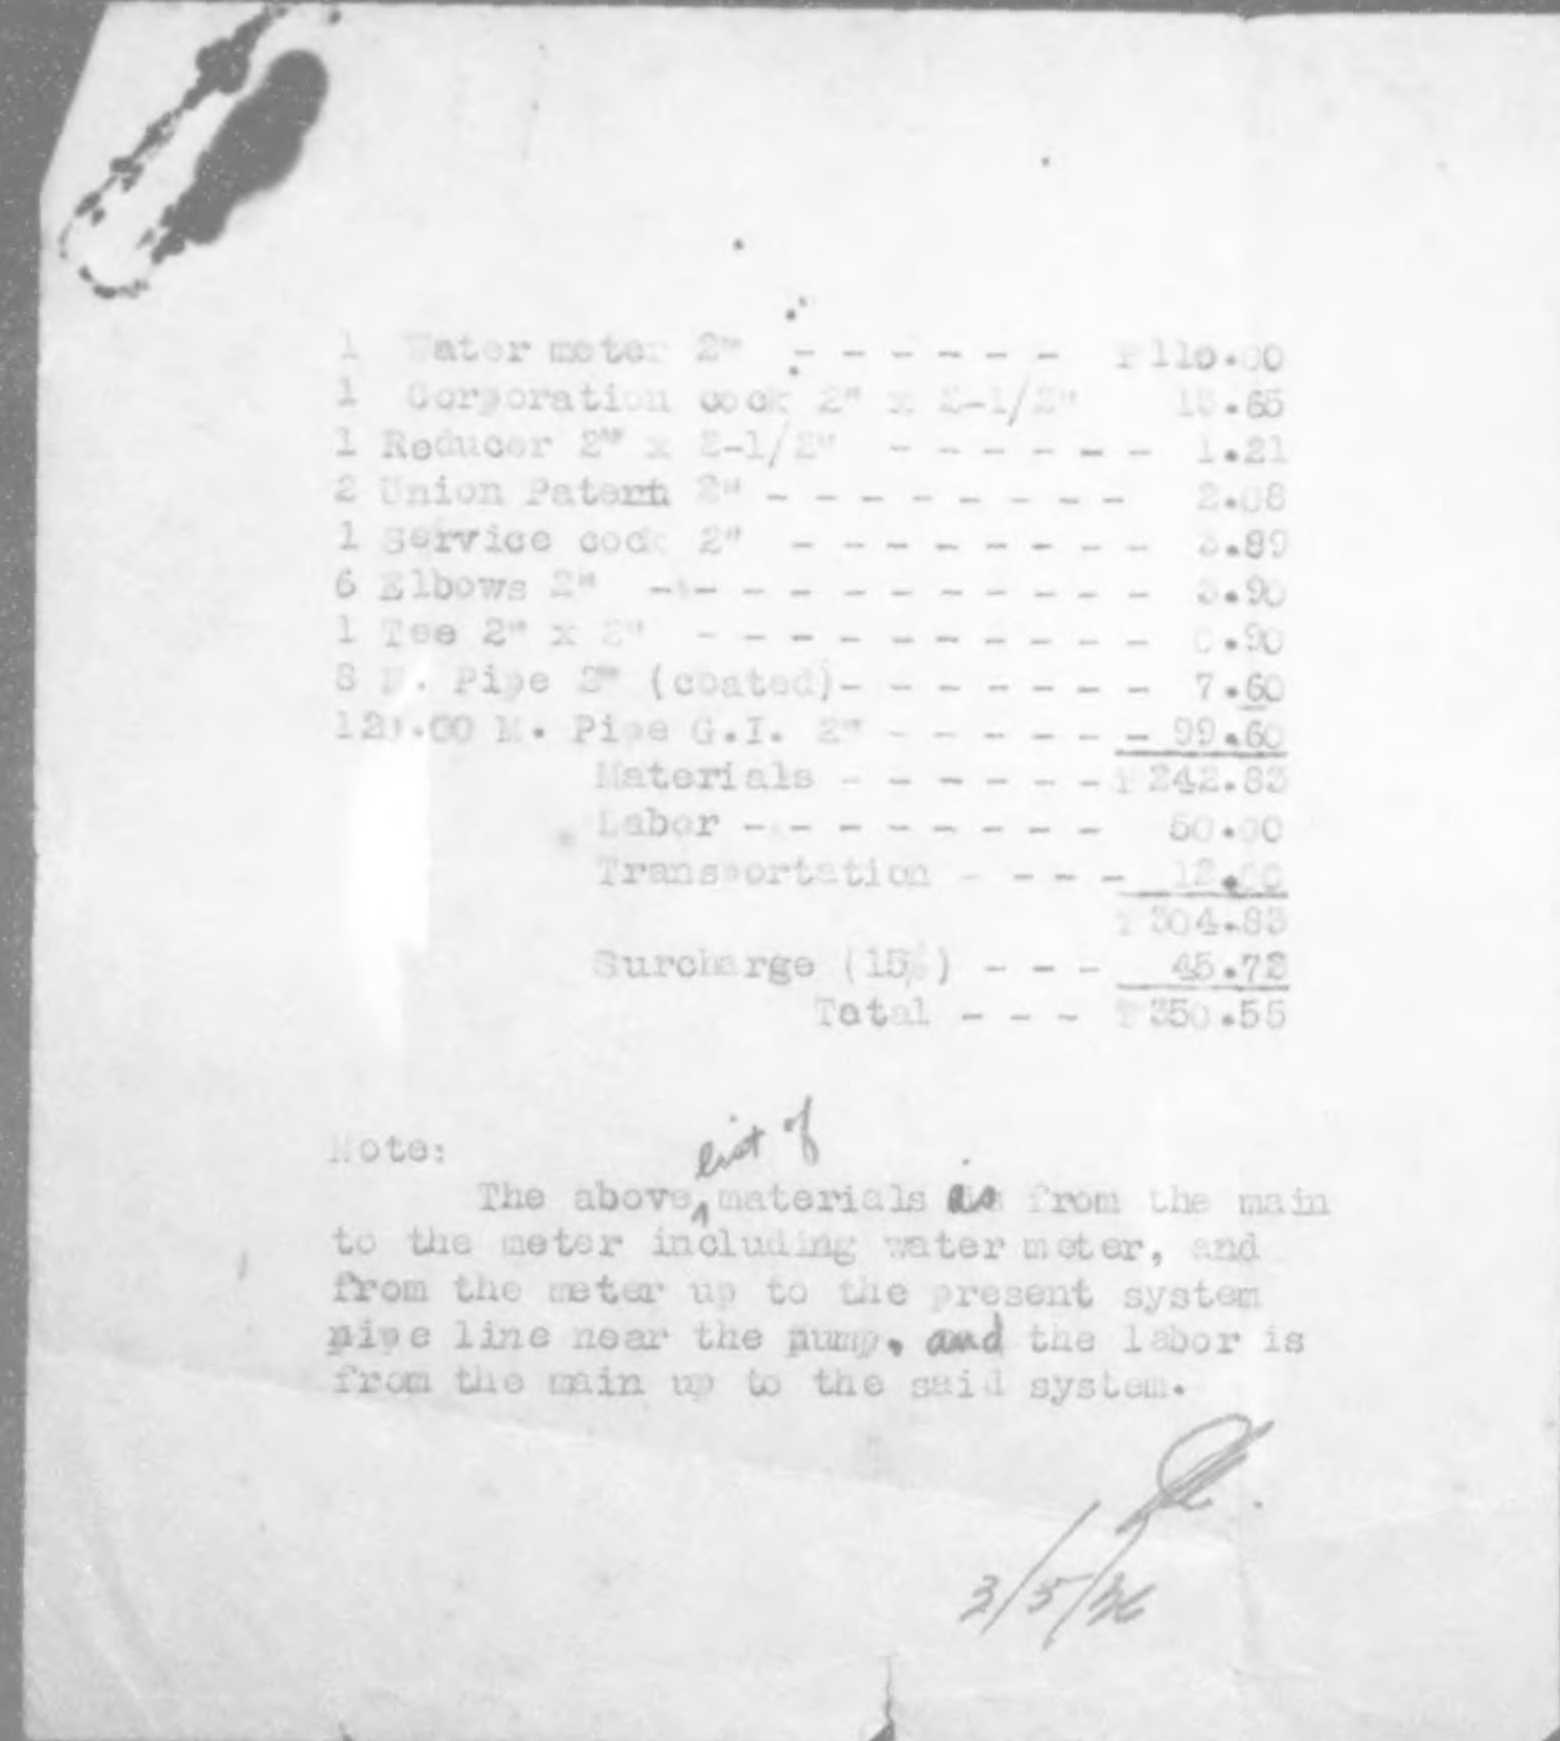 1 Water meter 2" - - - - - - ₱110.00
1 Corporation cock 2" x 2-1/2" 13.65
1 Reducer 2" x 2-1/2" - - - - - - 1.21
2 Union Patent 2" - - - - - - - - 2.08
1 Service cock 2" - - - - - - - - 3.89
6 Elbows 2" - - - - - - - - - - - 3.90
1 Tee 2" x 2" - - - - - - - - - - 0.90
8 M. Pipe 2" (coated)- - - - - - - 7.60
120.00 M. Pipe G.I. 2" - - - - - - 99.60
Materials - - - - - - ₱242.83
Labor - - - - - - - - 50.00
Transportation - - - - 12.00
₱304.83
Surcharge (15%) - - - 45.72
Total - - - ₱350.55
Note:
The above list of materials is from the main
to the meter including water meter, and
from the meter up to the present system
pipe line near the pump, and the labor is
from the main up to the said system.
3/5/36